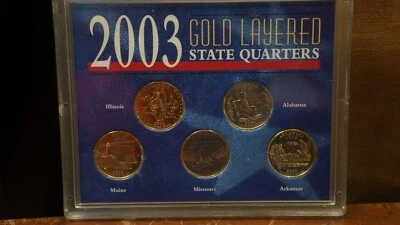 2003 GOLD LAYERED
STATE QUARTERS
Illinois
Alabama
Maine
Missouri
Arkansas